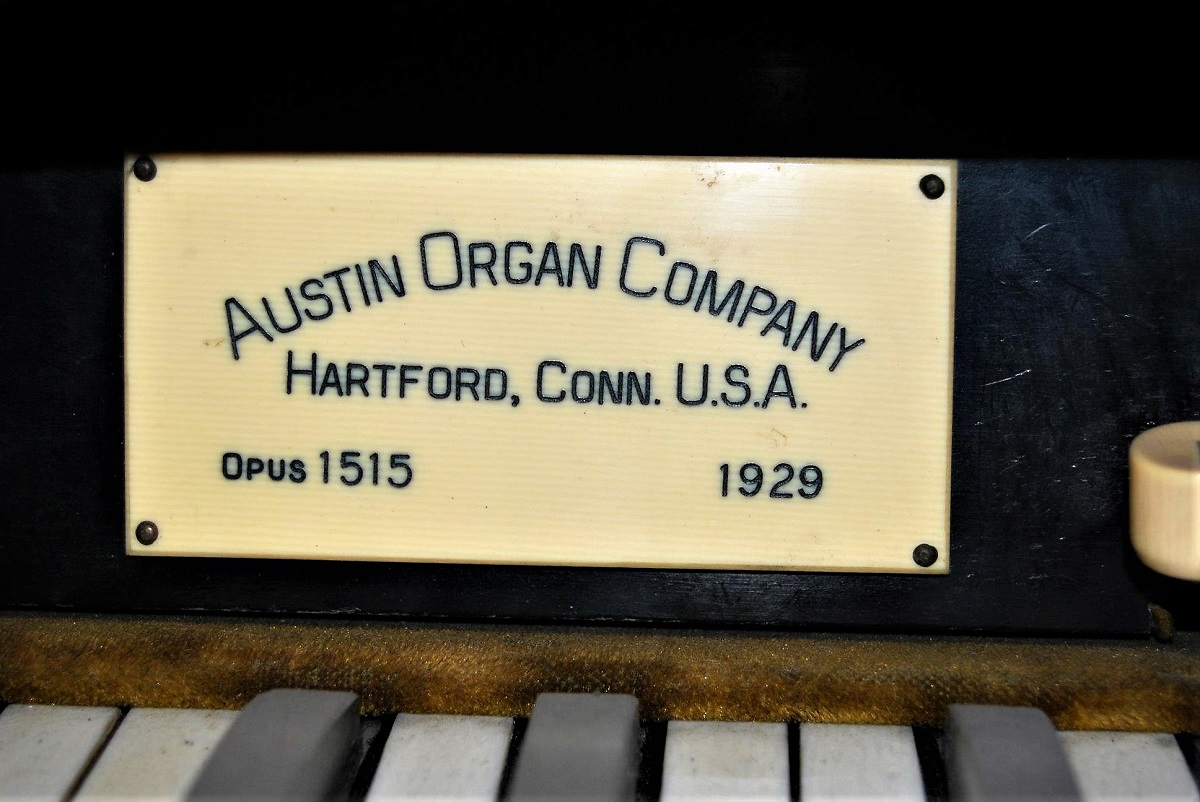 Austin Organ Company
Hartford, Conn. U.S.A.
Opus 1515 1929